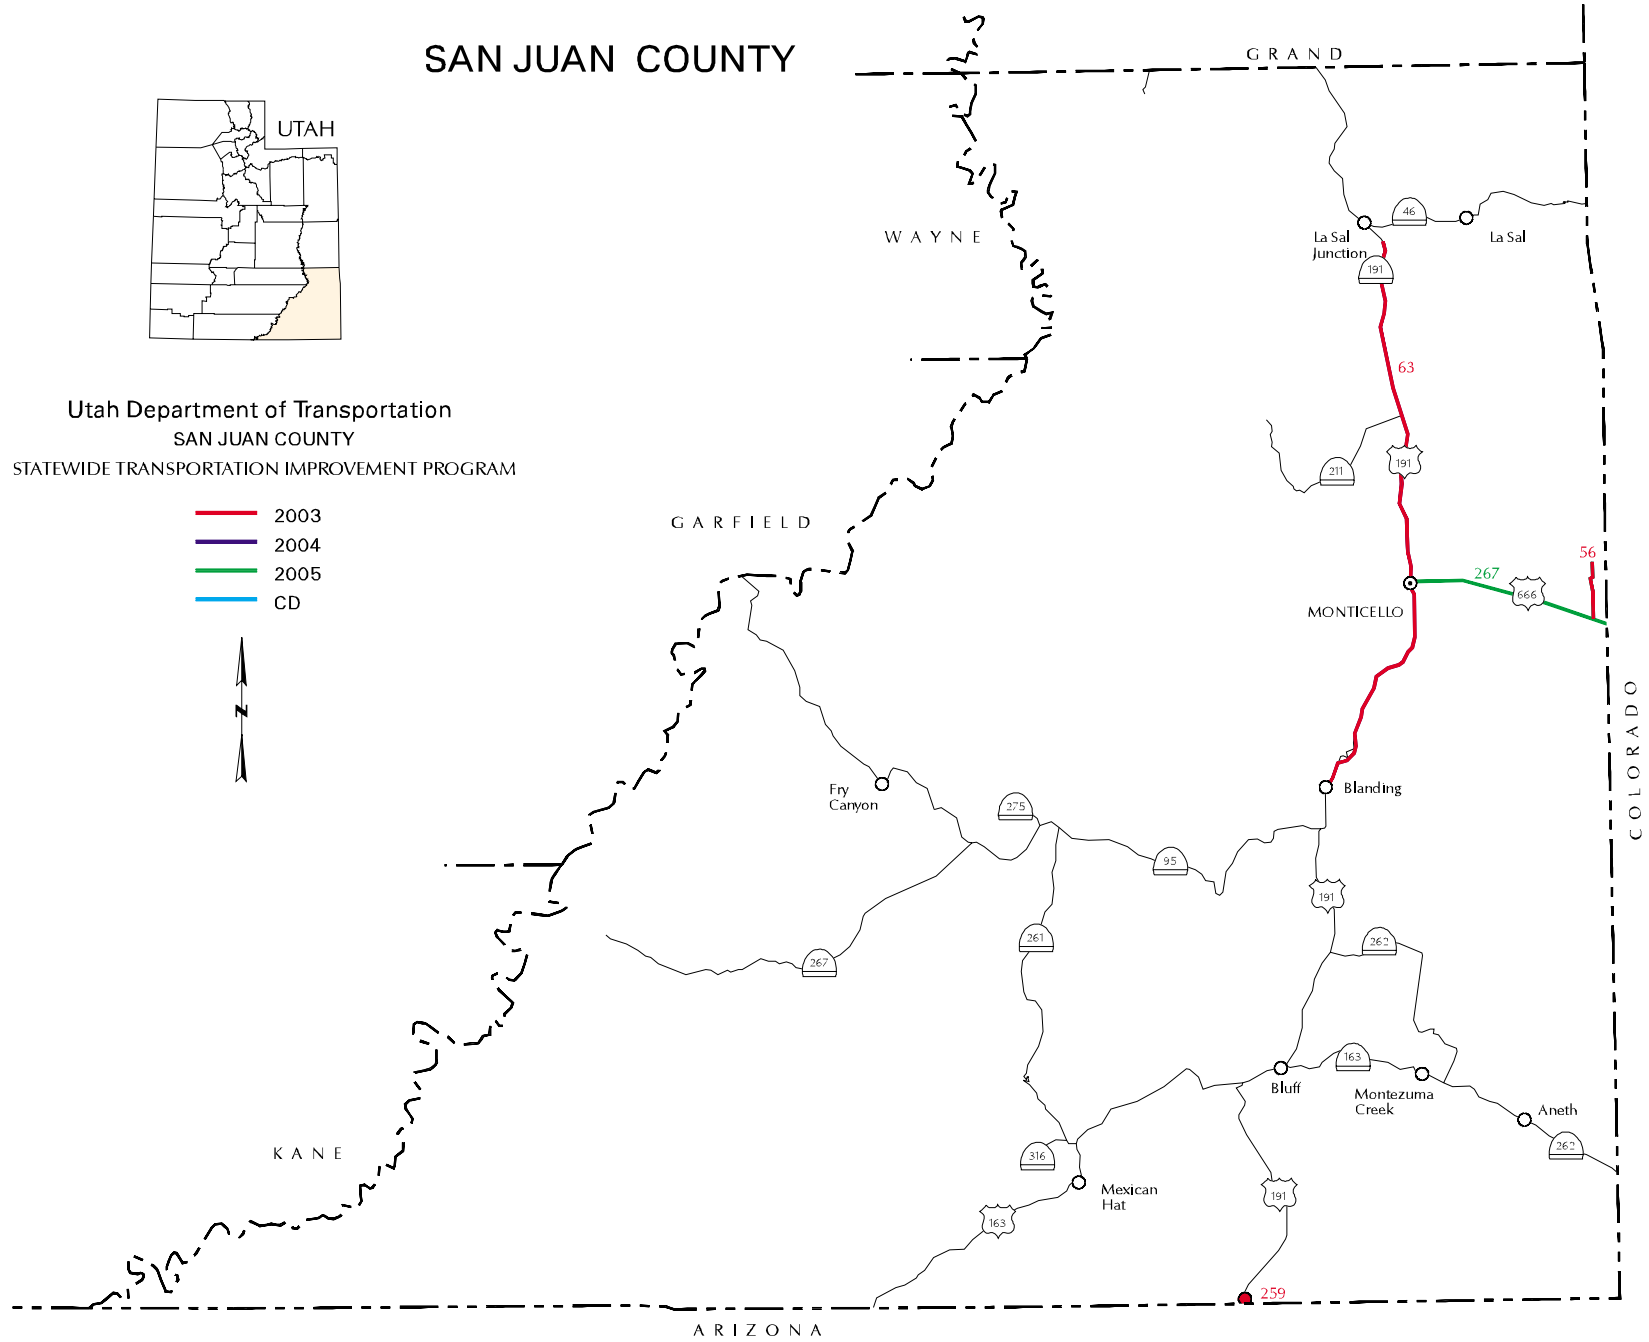 SAN JUAN COUNTY
GRAND
UTAH
46
WAYNE
La Sal
Junction
La Sal
191
63
Utah Department of Transportation
SAN JUAN COUNTY
STATEWIDE TRANSPORTATION IMPROVEMENT PROGRAM
191
211
2003
GARFIELD
2004
56
2005
267
666
CD
MONTICELLO
N
COLORADO
Fry
Canyon
Blanding
275
95
191
261
262
267
163
Bluff
Montezuma
Creek
Aneth
262
KANE
316
Mexican
Hat
191
163
259
ARIZONA